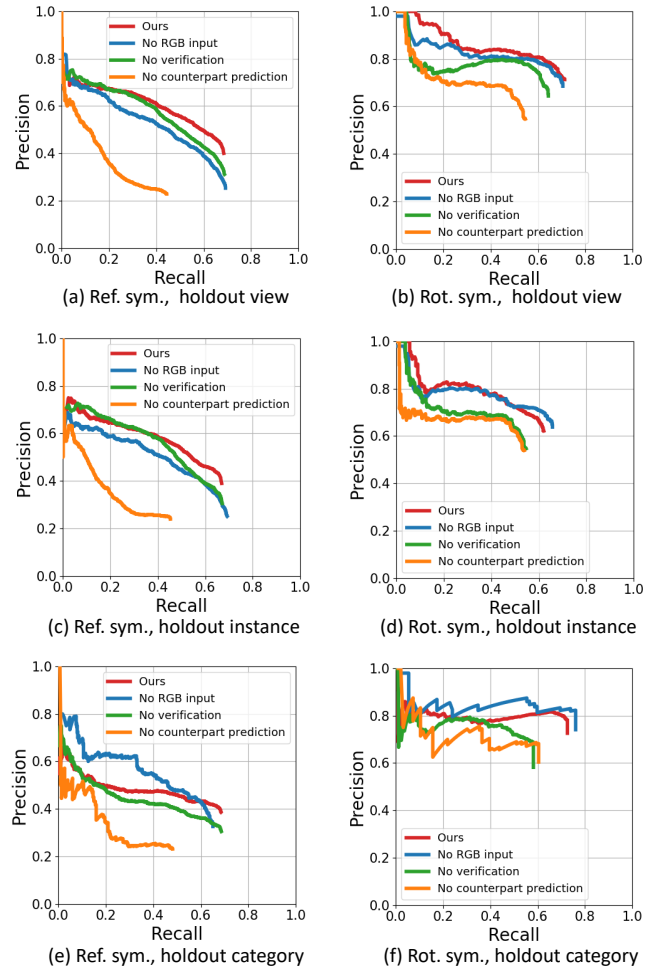 1.0
0.8
0.6
0.4
0.2
0.0
Precision
Ours
No RGB input
No verification
No counterpart prediction
0.0 0.2 0.4 0.6 0.8 1.0
Recall
(a) Ref. sym., holdout view
1.0
0.8
0.6
0.4
0.2
0.0
Precision
Ours
No RGB input
No verification
No counterpart prediction
0.0 0.2 0.4 0.6 0.8 1.0
Recall
(b) Rot. sym., holdout view
1.0
0.8
0.6
0.4
0.2
0.0
Precision
Ours
No RGB input
No verification
No counterpart prediction
0.0 0.2 0.4 0.6 0.8 1.0
Recall
(c) Ref. sym., holdout instance
1.0
0.8
0.6
0.4
0.2
0.0
Precision
Ours
No RGB input
No verification
No counterpart prediction
0.0 0.2 0.4 0.6 0.8 1.0
Recall
(d) Rot. sym., holdout instance
1.0
0.8
0.6
0.4
0.2
0.0
Precision
Ours
No RGB input
No verification
No counterpart prediction
0.0 0.2 0.4 0.6 0.8 1.0
Recall
(e) Ref. sym., holdout category
1.0
0.8
0.6
0.4
0.2
0.0
Precision
Ours
No RGB input
No verification
No counterpart prediction
0.0 0.2 0.4 0.6 0.8 1.0
Recall
(f) Rot. sym., holdout category